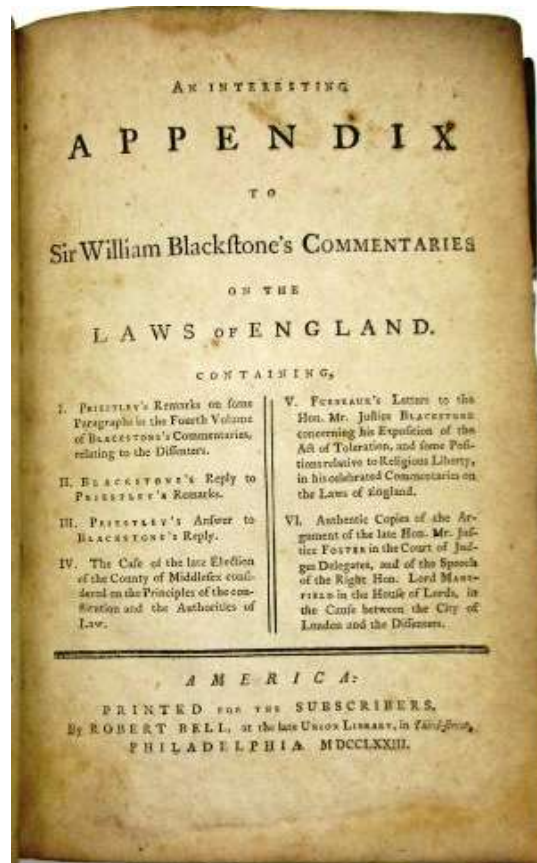 AN INTERESTING
APPENDIX
TO
Sir William Blackſtone's COMMENTARIES
ON THE
LAWS OF ENGLAND.
CONTAINING,
I. PRIESTLEY's Remarks on ſome
Paragraphs in the Fourth Volume
of BLACKSTONE's Commentaries,
relating to the Diſſenters.
II. BLACKSTONE's Reply to
PRIESTLEY's Remarks.
III. PRIESTLEY's Anſwer to
BLACKSTONE's Reply.
IV. The Caſe of the late Election
of the County of Middleſex conſi-
dered on the Principles of the con-
ſtitution and the Authorities of
Law.
V. FURNEAUX's Letters to the
Hon. Mr. Juſtice BLACKSTONE
concerning his Expoſition of the
Act of Toleration, and ſome Poſi-
tions relative to Religious Liberty,
in his celebrated Commentaries on
the Laws of England.
VI. Authentic Copies of the Ar-
gument of the late Hon. Mr. Juſ-
tice FOSTER in the Court of Jud-
ges Delegates, and of the Speech
of the Right Hon. Lord MANS-
FIELD in the Houſe of Lords, in
the Cauſe between the City of
London and the Diſſenters.
AMERICA:
PRINTED FOR THE SUBSCRIBERS,
By ROBERT BELL, at the late UNION LIBRARY, in Third-ſtreet,
PHILADELPHIA MDCCLXXIII.